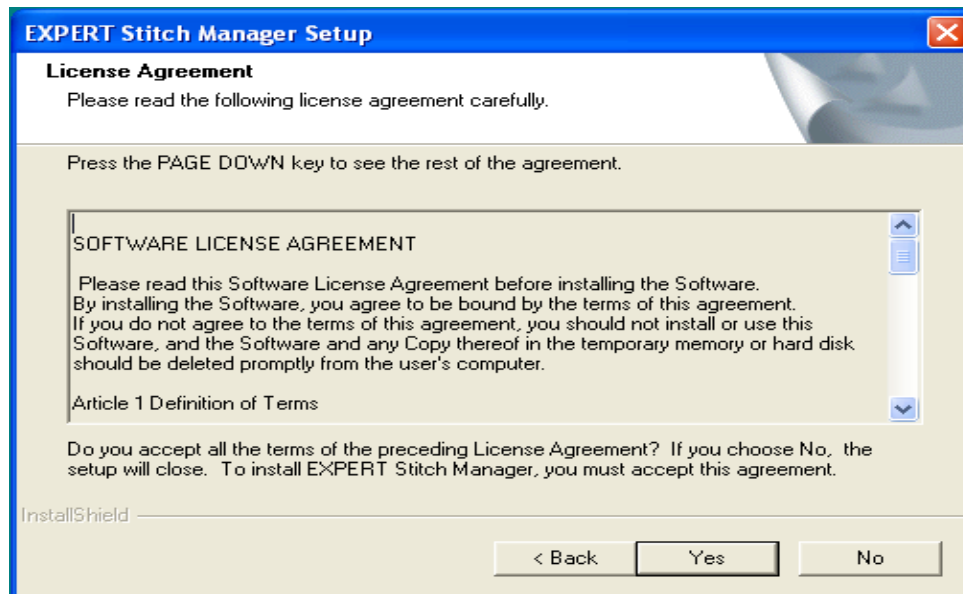 EXPERT Stitch Manager Setup
License Agreement
Please read the following license agreement carefully.
Press the PAGE DOWN key to see the rest of the agreement.
SOFTWARE LICENSE AGREEMENT
Please read this Software License Agreement before installing the Software.
By installing the Software, you agree to be bound by the terms of this agreement.
If you do not agree to the terms of this agreement, you should not install or use this
Software, and the Software and any Copy thereof in the temporary memory or hard disk
should be deleted promptly from the user's computer.
Article 1 Definition of Terms
Do you accept all the terms of the preceding License Agreement? If you choose No, the
setup will close. To install EXPERT Stitch Manager, you must accept this agreement.
InstallShield
< Back Yes No